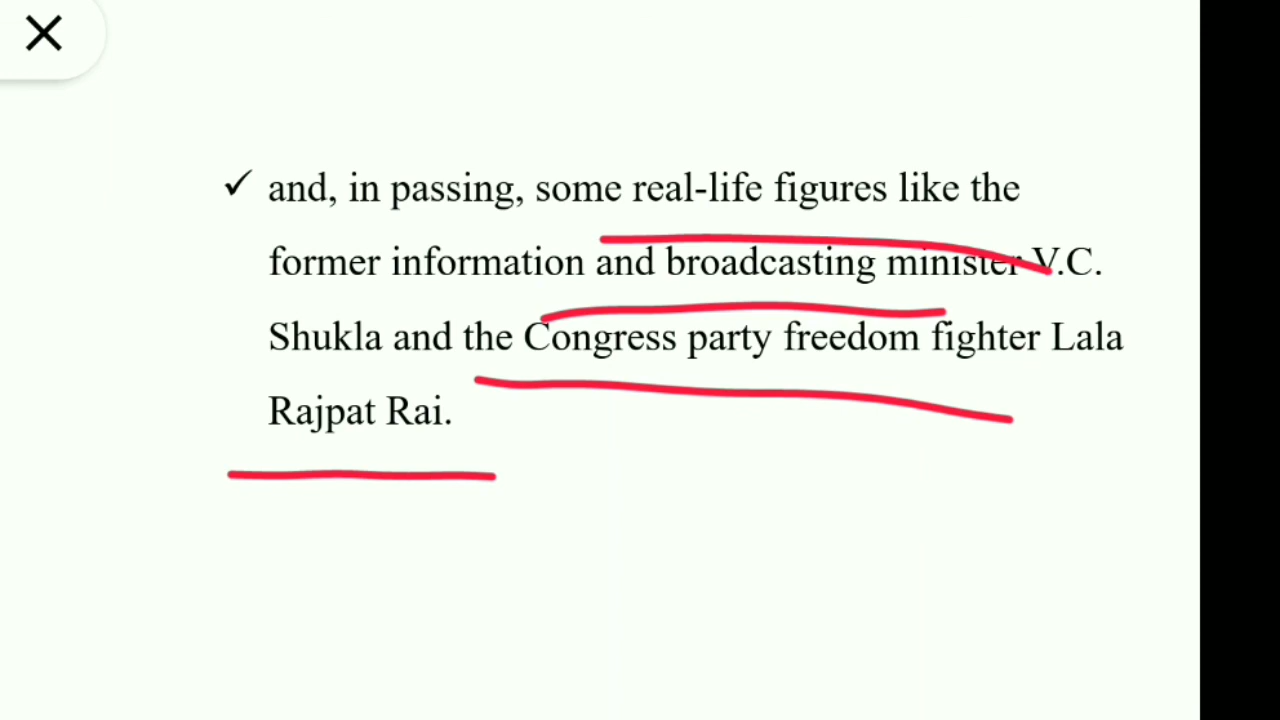 ✓ and, in passing, some real-life figures like the
former information and broadcasting minister V.C.
Shukla and the Congress party freedom fighter Lala
Rajpat Rai.